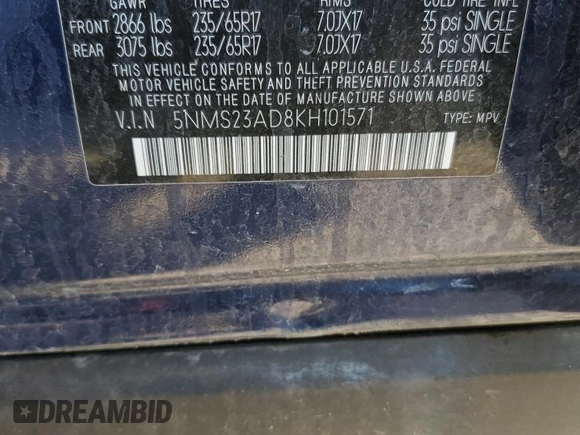 GAWR TIRES COLD TIRE INFL
FRONT 2866 lbs 235/65R17 7.0JX17 35 psi SINGLE
REAR 3075 lbs 235/65R17 7.0JX17 35 psi SINGLE
THIS VEHICLE CONFORMS TO ALL APPLICABLE U.S.A. FEDERAL
MOTOR VEHICLE SAFETY AND THEFT PREVENTION STANDARDS
IN EFFECT ON THE DATE OF MANUFACTURE SHOWN ABOVE.
V.I.N 5NMS23AD8KH101571 TYPE: MPV
DREAMBID